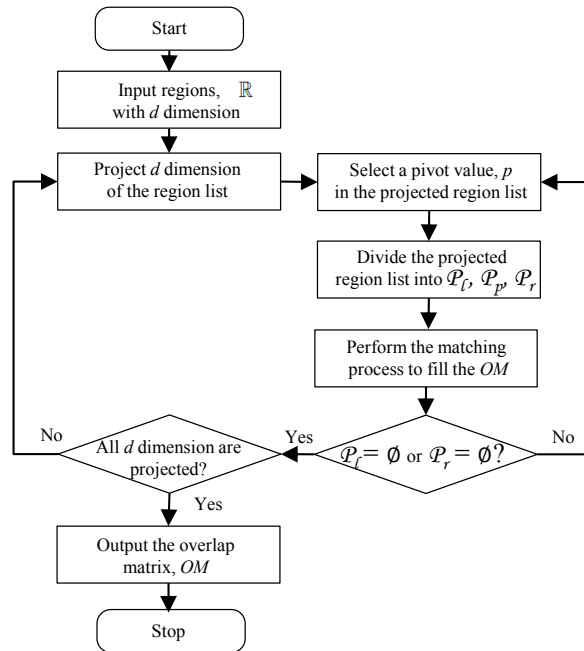 Start
Input regions, ℝ
with d dimension
Project d dimension
of the region list
Select a pivot value, p
in the projected region list
Divide the projected
region list into 𝒫l, 𝒫p, 𝒫r
Perform the matching
process to fill the OM
𝒫l = ∅ or 𝒫r = ∅?
No
Yes
All d dimension are
projected?
No
Yes
Output the overlap
matrix, OM
Stop